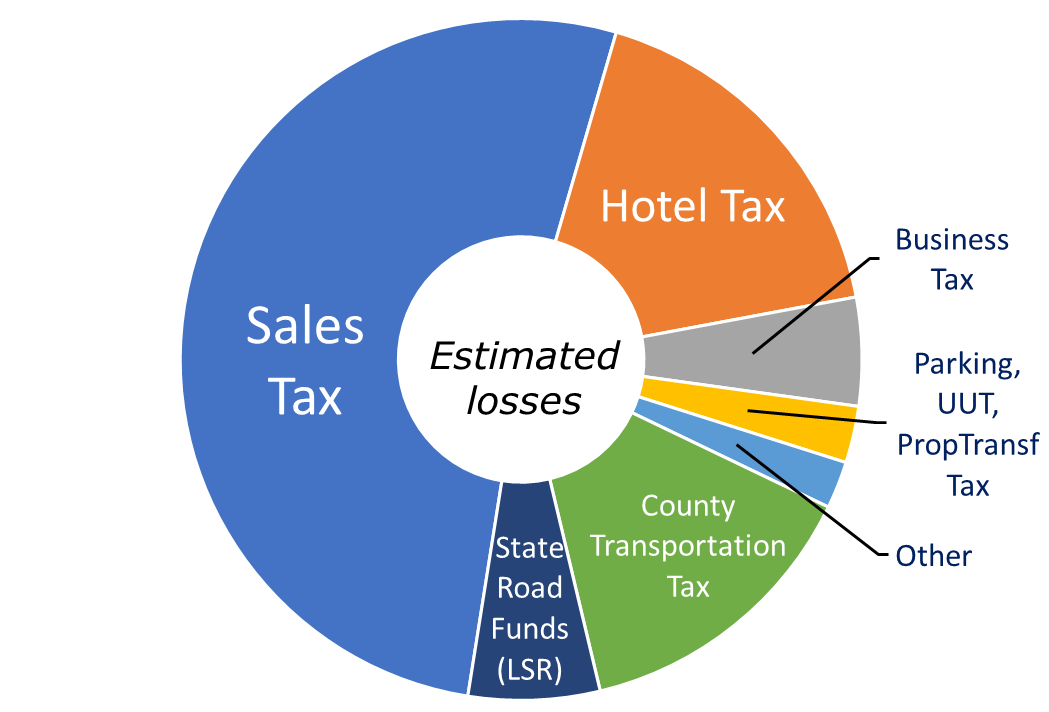 Hotel Tax
Business
Tax
Sales
Tax
Estimated
losses
Parking,
UUT,
PropTransf
Tax
County
Transportation
Tax
State
Road
Funds
(LSR)
Other